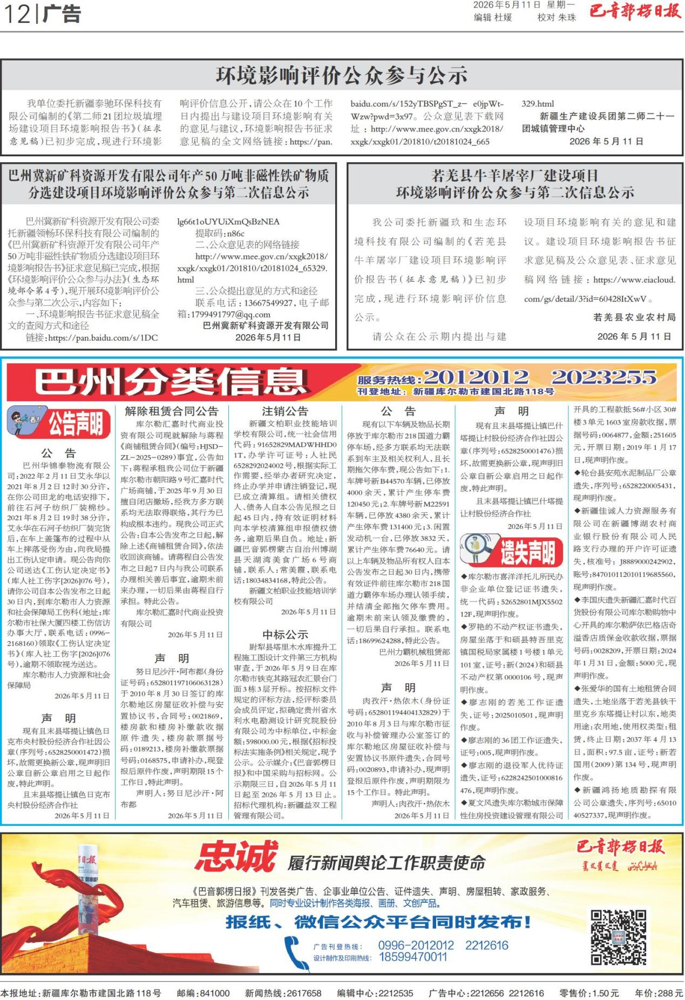 12 广告
2026年5月11日 星期一
编辑 杜媛 校对 朱珠
巴音郭楞日报
环境影响评价公众参与公示
我单位委托新疆泰驰环保科技有
限公司编制的《第二师21团垃圾填埋
场建设项目环境影响报告书》(征求
意见稿)已初步完成,现进行环境影
响评价信息公开,请公众在10个工作
日内提出与建设项目环境影响有关
的意见与建议,环境影响报告书征求
意见稿的全文网络链接:https://pan.
baidu.com/s/152yTBSPgST_z- e0jpWt-
Wzw?pwd=3x97。公众意见表下载网
址:http://www.mee.gov.cn/xxgk2018/
xxgk/xxgk01/201810/t20181024_665
329.html
新疆生产建设兵团第二师二十一
团城镇管理中心
2026年5月11日
巴州冀新矿科资源开发有限公司年产50万吨非磁性铁矿物质
分选建设项目环境影响评价公众参与第二次信息公示
巴州冀新矿科资源开发有限公司委
托新疆领畅环保科技有限公司编制的
《巴州冀新矿科资源开发有限公司年产
50万吨非磁性铁矿物质分选建设项目环
境影响报告书》征求意见稿已完成,根据
《环境影响评价公众参与办法》(生态环
境部令第4号),现开展环境影响评价公
众参与第二次公示,内容如下:
一、环境影响报告书征求意见稿全
文的查阅方式和途径
链接:https://pan.baidu.com/s/1DC
lg66t1oUYUiXmQsBzNEA
提取码:n86c
二、公众意见表的网络链接
http://www.mee.gov.cn/xxgk2018/
xxgk/xxgk01/201810/t20181024_65329.
html
三、公众提出意见的方式和途径
联系电话:13667549927,电子邮
箱:1799491797@qq.com
巴州冀新矿科资源开发有限公司
2026年5月11日
若羌县牛羊屠宰厂建设项目
环境影响评价公众参与第二次信息公示
我公司委托新疆玖和生态环
境科技有限公司编制的《若羌县
牛羊屠宰厂建设项目环境影响评
价报告书(征求意见稿)》已初步
完成,现进行环境影响评价信息
公示。
请公众在公示期内提出与建
设项目环境影响有关的意见和建
议。建设项目环境影响报告书征
求意见稿及公众意见表、征求意见
稿网络链接:https://www.eiacloud.
com/gs/detail/3?id=60428ItXwV。
若羌县农业农村局
2026年5月11日
巴州分类信息
服务热线:2012012 2023255
刊登地址:新疆库尔勒市建国北路118号
看!
公告声明
公 告
巴州华锦泰物流有限公
司:2022年2月11日艾永华以
2021年8月2日12时30分许,
在你公司田龙的电话安排下,
前往石河子纺织厂装棉纱。
2021年8月2日19时38分许,
艾永华在石河子纺织厂装完货
后,在车上盖篷布的过程中从
车上摔落受伤为由,向我局提
出工伤认定申请。现公告向你
公司送达《工伤认定决定书》
(库人社工伤字[2026]076号),
请你公司自本公告发布之日起
30日内,到库尔勒市人力资源
和社会保障局工伤科(地址:库
尔勒市社保大厦四楼工伤信访
办事大厅,联系电话:0996-
2168160)领取《工伤认定决定
书》(库人社工伤字[2026]076
号),逾期不领取视为送达。
库尔勒市人力资源和社会
保障局
2026年5月11日
声 明
现有且末县塔提让镇色日
克布央村股份经济合作社因公
章(序列号:6528250001472)损
坏,故需更换新公章,现声明旧
公章自新公章启用之日起作
废,特此声明。
且末县塔提让镇色日克布
央村股份经济合作社
2026年5月11日
解除租赁合同公告
库尔勒汇嘉时代商业投
资有限公司现就解除与蒋程
《商铺租赁合同》(编号:HJSD-
ZL-2025-0289)事宜,公告如
下:蒋程承租我公司位于新疆
库尔勒市朝阳路9号汇嘉时代
广场商铺,于2025年9月30日
擅自闭店撤场,经我方多方联
系均无法取得联络,其行为已
构成根本违约。现我公司正式
公告:自本公告发布之日起,解
除上述《商铺租赁合同》,依法
收回该商铺。请蒋程自公告发
布之日起7日内与我公司联系
办理相关善后事宜,逾期未前
来办理,一切后果由蒋程自行
承担。特此公告。
库尔勒汇嘉时代商业投资
有限公司
2026年5月11日
声 明
努日尼沙汗·阿布都(身份
证号码:652801197106063128)
于2010年8月30日签订的库
尔勒地区房屋征收补偿与安
置协议书,合同号:0021869,
楼房款和楼房补缴款收据
原件遗失,楼房款票据号
码:0189213,楼房补缴款票据
号码:0168575,申请补办,现登
报后原件作废,声明期限15个
工作日,特此声明。
声明人:努日尼沙汗·阿
布都
2026年5月11日
注销公告
新疆文柏职业技能培训
学校有限公司,统一社会信用
代码:91652829MADWHHD0
1T,办学许可证号:人社民
6528292024002号,根据实际工
作需要,经举办者研究决定,
终止办学并申请注销登记,现
已成立清算组。请相关债权
人、债务人自本公告见报之日
起45日内,持有效证明材料
向本学校清算组申报债权债
务,逾期后果自负。地址:新
疆巴音郭楞蒙古自治州博湖
县天湖湾美食广场6号商
铺,联系人:常美霞,联系电
话:18034834168,特此公告。
新疆文柏职业技能培训学
校有限公司
2026年5月11日
中标公示
尉犁县塔里木水库提升工
程施工图设计文件第三方机构
审查,于2026年5月9日在库
尔勒市铁克其路冠农汇景台门
面3栋3层开标。按招标文件
规定的评标方法,经评标委员
会成员评定,拟确定贵州省水
利水电勘测设计研究院股份
有限公司为中标单位,中标金
额:598000.00元,根据《招标投
标法实施条例》相关规定,现予
公示。公示媒介:《巴音郭楞日
报》和中国采购与招标网。公
示期限三日,自2026年5月11
日起至2026年5月13日止。
招标代理机构:新疆益双工程
管理有限公司。
公 告
现有以下车辆及物品长期
停放于库尔勒市218国道力霸
停车场,经多方联系均无法联
系到车主及相关权利人,且长
期拖欠停车费,现公告如下:1.
车牌号新B44570车辆,已停放
4000余天,累计产生停车费
120450元;2.车牌号新M22591
车辆,已停放4380余天,累计
产生停车费131400元;3.闲置
发动机一台,已停放3832天,
累计产生停车费76640元。请
以上车辆及物品所有权人自本
公告发布之日起30日内,携带
有效证件前往库尔勒市218国
道力霸停车场办理认领手续,
并结清全部拖欠停车费用。
逾期未前来认领及缴费的,
一切后果自行承担。联系电
话:18699624288,特此公告。
巴州力霸机械租赁部
2026年5月11日
声 明
肉孜汗·热依木(身份证
号码:652801194404132829)于
2010年8月3日与库尔勒市征
收与补偿管理办公室签订的
库尔勒地区房屋征收补偿与
安置协议书原件遗失,合同号
码:0020893,申请补办,现声明
登报后原件作废,声明期限为
15个工作日。特此声明。
声明人:肉孜汗·热依木
2026年5月11日
声 明
现有且末县塔提让镇巴什
塔提让村股份经济合作社因公
章(序列号:6528250001476)损
坏,故需更换新公章,现声明旧
公章自新公章启用之日起作
废,特此声明。
且末县塔提让镇巴什塔提
让村股份经济合作社
2026年5月11日
遗失声明
◆库尔勒市喜洋洋托儿所民办
非企业单位登记证书遗失,
统一代码:52652801MJX5502
12F,现声明作废。
◆罗艳的不动产权证书遗失,
房屋坐落于和硕县特吾里克
镇国税局家属楼1号楼1单元
101室,证号:新(2024)和硕县
不动产权第0000106号,现声
明作废。
◆廖志刚的若羌工作证遗
失,证号:2025010501,现声明
作废。
◆廖志刚的36团工作证遗失,
证号:005,现声明作废。
◆廖志刚的退役军人优待证
遗失,证号:6228242501000816
476,现声明作废。
◆夏文风遗失库尔勒城市保障
性住房投资建设管理有限公司
开具的工程款抵56#小区30#
楼3单元1603室房款收据,票
据号码:0064877,金额:251605
元,开票日期:2019年1月17
日,现声明作废。
◆轮台县安苑水泥制品厂公章
遗失,序列号:6528220005431,
现声明作废。
◆新疆佳诚人力资源服务有
限公司在新疆博湖农村商
业银行股份有限公司人民
路支行办理的开户许可证遗
失,核准号:J8889000242902,
账号:847010112010119685560,
现声明作废。
◆李国庆遗失新疆汇嘉时代百
货股份有限公司库尔勒购物中
心开具的库尔勒萨依巴格店奇
溢香店质保金收款收据,票据
号码:0028209,开票日期:2024
年1月31日,金额:5000元,现
声明作废。
◆张爱华的国有土地租赁合同
遗失,土地坐落于若羌县铁干
里克乡东塔提让村以东,地类
用途:农用地,使用权类型:租
赁,终止日期:2037年4月13
日,面积:97.5亩,证号:新若
国用(2009)第134号,现声明
作废。
◆新疆鸿扬地质勘探有限
公司公章遗失,序列号:65010
40527337,现声明作废。
忠诚 履行新闻舆论工作职责使命
巴音郭楞日报
《巴音郭楞日报》刊发各类广告、企事业单位公告、证件遗失、声明、房屋租转、家政服务、
汽车租赁、旅游信息等。同时专业设计制作各类海报、画册、文创产品。
报纸、微信公众平台同时发布!
广告刊登热线: 0996-2012012 2212616
设计制作及印刷热线: 18599470011
本报地址:新疆库尔勒市建国北路118号 邮编:841000 新闻热线:2617658 编辑中心:2212535 广告中心:2212656 2212616 零售价:1.50元 年价:288元